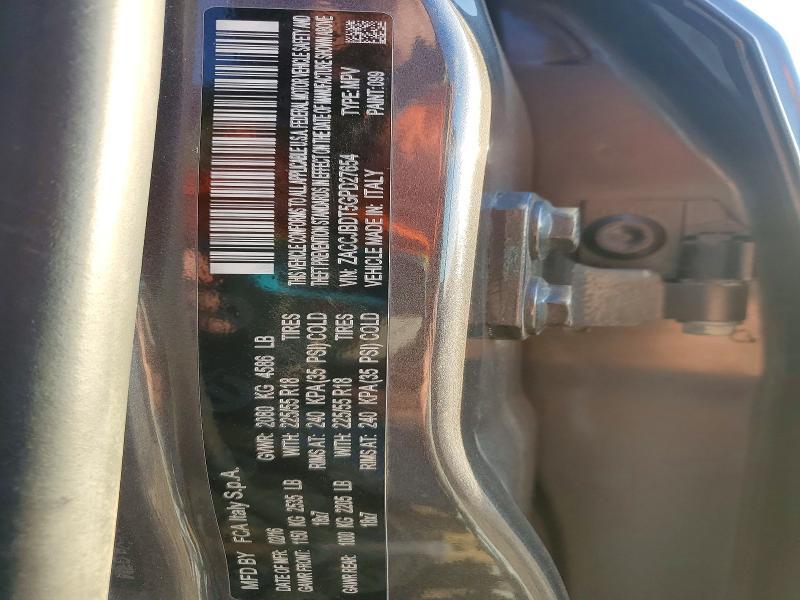 MFD BY FCA Italy S.p.A.
DATE OF MFR: 02/16 GVWR: 2080 KG 4586 LB
GAWR FRONT: 1150 KG 2535 LB WITH: 225/55 R18 TIRES
18x7 RIMS AT: 240 KPA(35 PSI) COLD
GAWR REAR: 1000 KG 2205 LB WITH: 225/55 R18 TIRES
18x7 RIMS AT: 240 KPA(35 PSI) COLD
THIS VEHICLE CONFORMS TO ALL APPLICABLE U.S.A. FEDERAL MOTOR VEHICLE SAFETY AND
THEFT PREVENTION STANDARDS IN EFFECT ON THE DATE OF MANUFACTURE SHOWN ABOVE
VIN: ZACCJBDT5GPD27654 TYPE: MPV
VEHICLE MADE IN: ITALY PAINT: 099